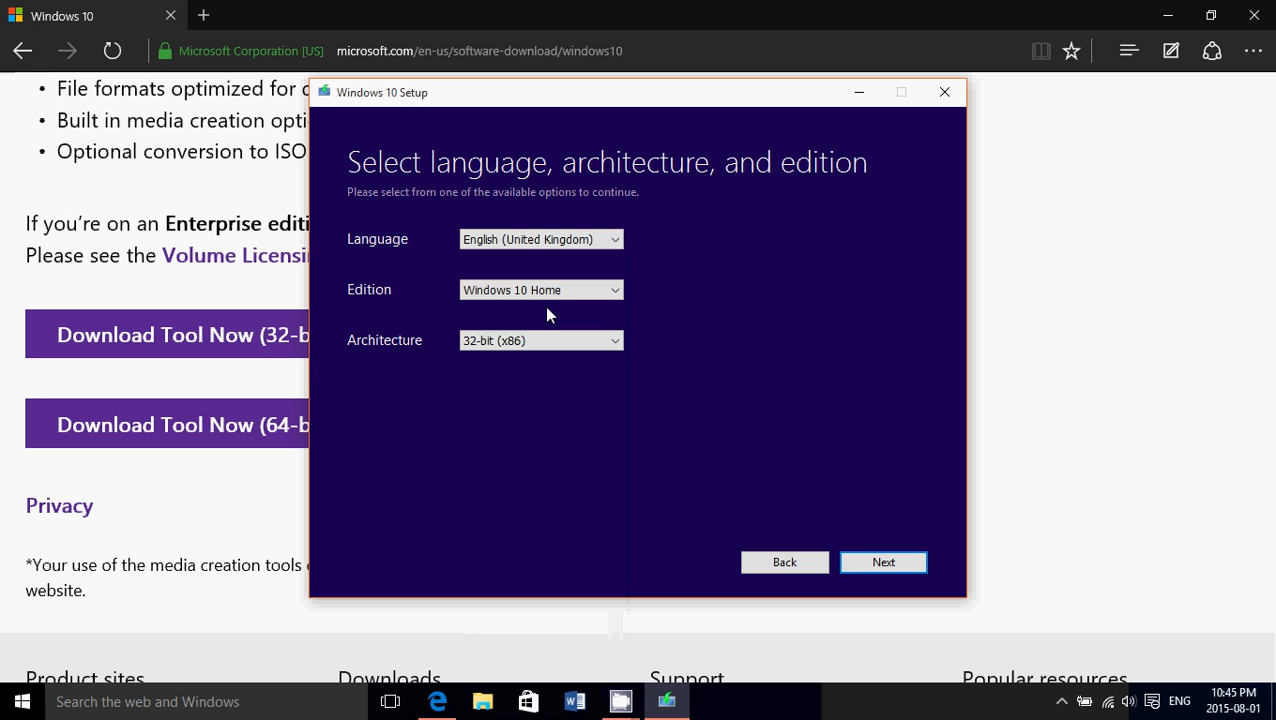 Windows 10
Microsoft Corporation [US] microsoft.com/en-us/software-download/windows10
• File formats optimized for
• Built in media creation
• Optional conversion to ISO
If you're on an Enterprise
Please see the Volume
Download Tool Now
Download Tool Now
Privacy
*Your use of the media creation tools
website.
Windows 10 Setup
Select language, architecture, and edition
Please select from one of the available options to continue.
Language English (United Kingdom)
Edition Windows 10 Home
Architecture 32-bit (x86)
Back Next
Product sites Downloads Support Popular resources
Search the web and Windows
ENG
10:45 PM
2015-08-01